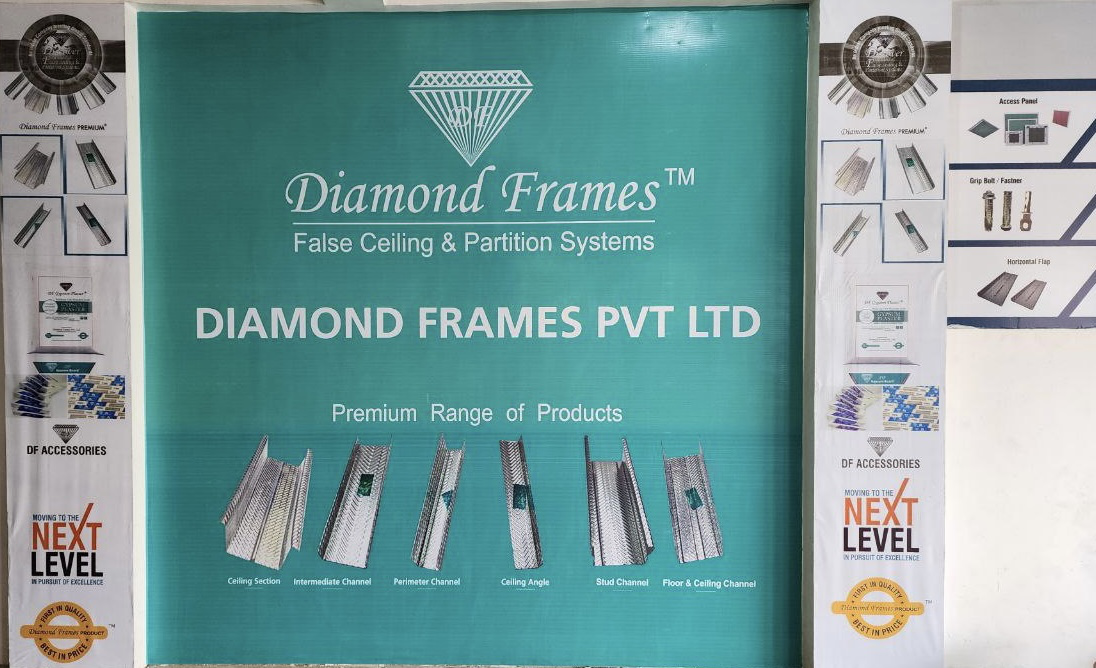 Diamond Frames PREMIUM
DF ACCESSORIES
MOVING TO THE
NEXT
LEVEL
IN PURSUIT OF EXCELLENCE
FIRST IN QUALITY
Diamond Frames PRODUCT
TM
BEST IN PRICE
DF
Diamond Frames™
False Ceiling & Partition Systems
DIAMOND FRAMES PVT LTD
Premium Range of Products
Ceiling Section
Intermediate Channel
Perimeter Channel
Ceiling Angle
Stud Channel
Floor & Ceiling Channel
Diamond Frames PREMIUM
GYPSUM
PLASTER
DF ACCESSORIES
MOVING TO THE
NEXT
LEVEL
IN PURSUIT OF EXCELLENCE
FIRST IN QUALITY
Diamond Frames PRODUCT
TM
BEST IN PRICE
Access Panel
Grip Bolt / Fastner
Horizontal Flap